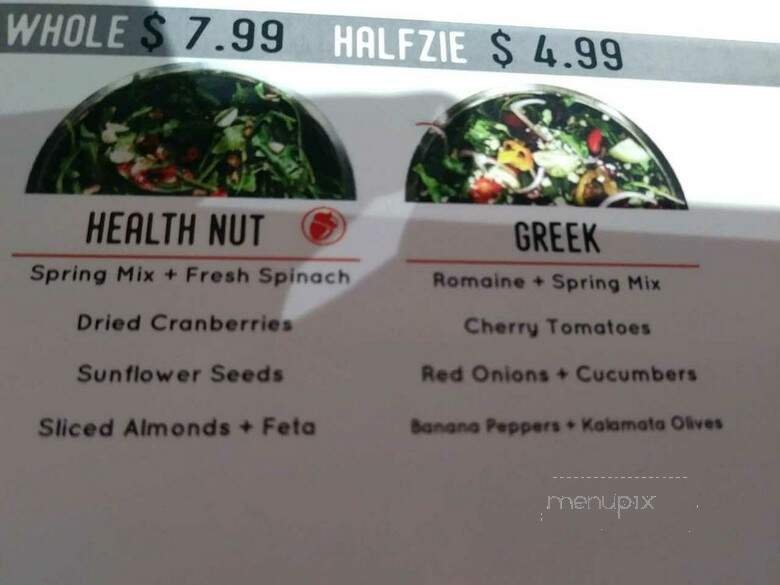 WHOLE $ 7.99 HALFZIE $ 4.99
HEALTH NUT
Spring Mix + Fresh Spinach
Dried Cranberries
Sunflower Seeds
Sliced Almonds + Feta
GREEK
Romaine + Spring Mix
Cherry Tomatoes
Red Onions + Cucumbers
Banana Peppers + Kalamata Olives
menupix